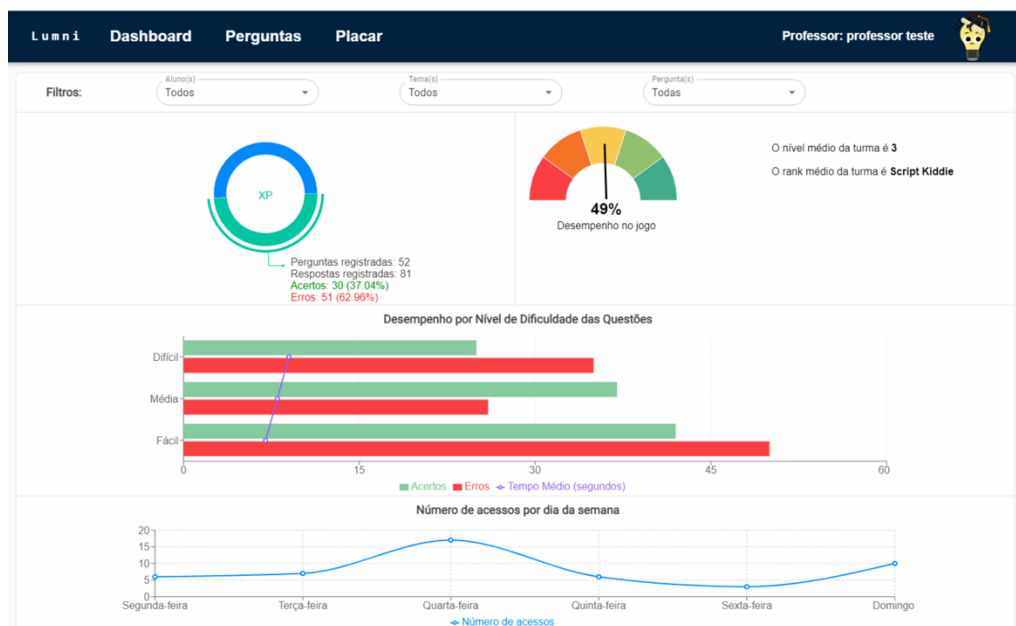 Lumni Dashboard Perguntas Placar Professor: professor teste
Filtros:
Aluno(s)
Todos
Tema(s)
Todos
Pergunta(s)
Todas
XP
Perguntas registradas: 52
Respostas registradas: 81
Acertos: 30 (37.04%)
Erros: 51 (62.96%)
49%
Desempenho no jogo
O nível médio da turma é 3
O rank médio da turma é Script Kiddie
Desempenho por Nível de Dificuldade das Questões
Difícil
Média
Fácil
0 15 30 45 60
Acertos Erros Tempo Médio (segundos)
Número de acessos por dia da semana
20
15
10
5
0
Segunda-feira Terça-feira Quarta-feira Quinta-feira Sexta-feira Domingo
Número de acessos